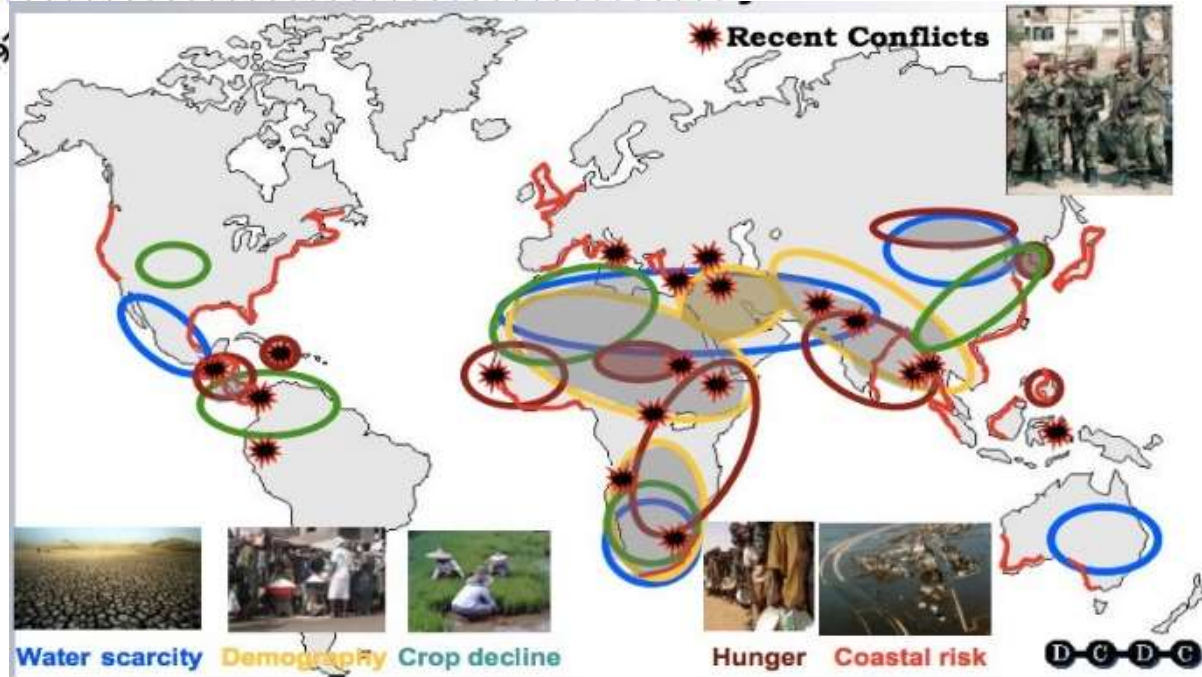 Recent Conflicts
Water scarcity Demography Crop decline Hunger Coastal risk
D-C-D-C